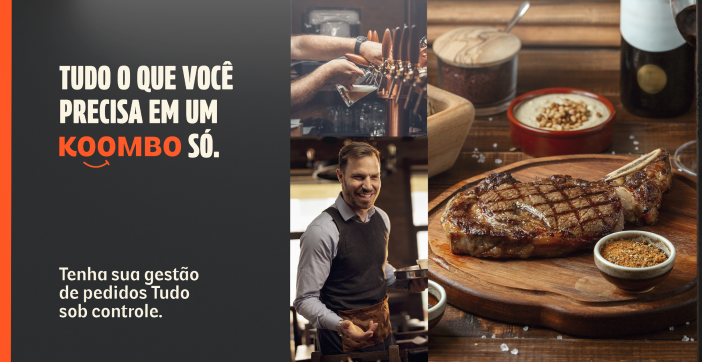 TUDO O QUE VOCÊ
PRECISA EM UM
KOOMBO SÓ.
Tenha sua gestão
de pedidos Tudo
sob controle.